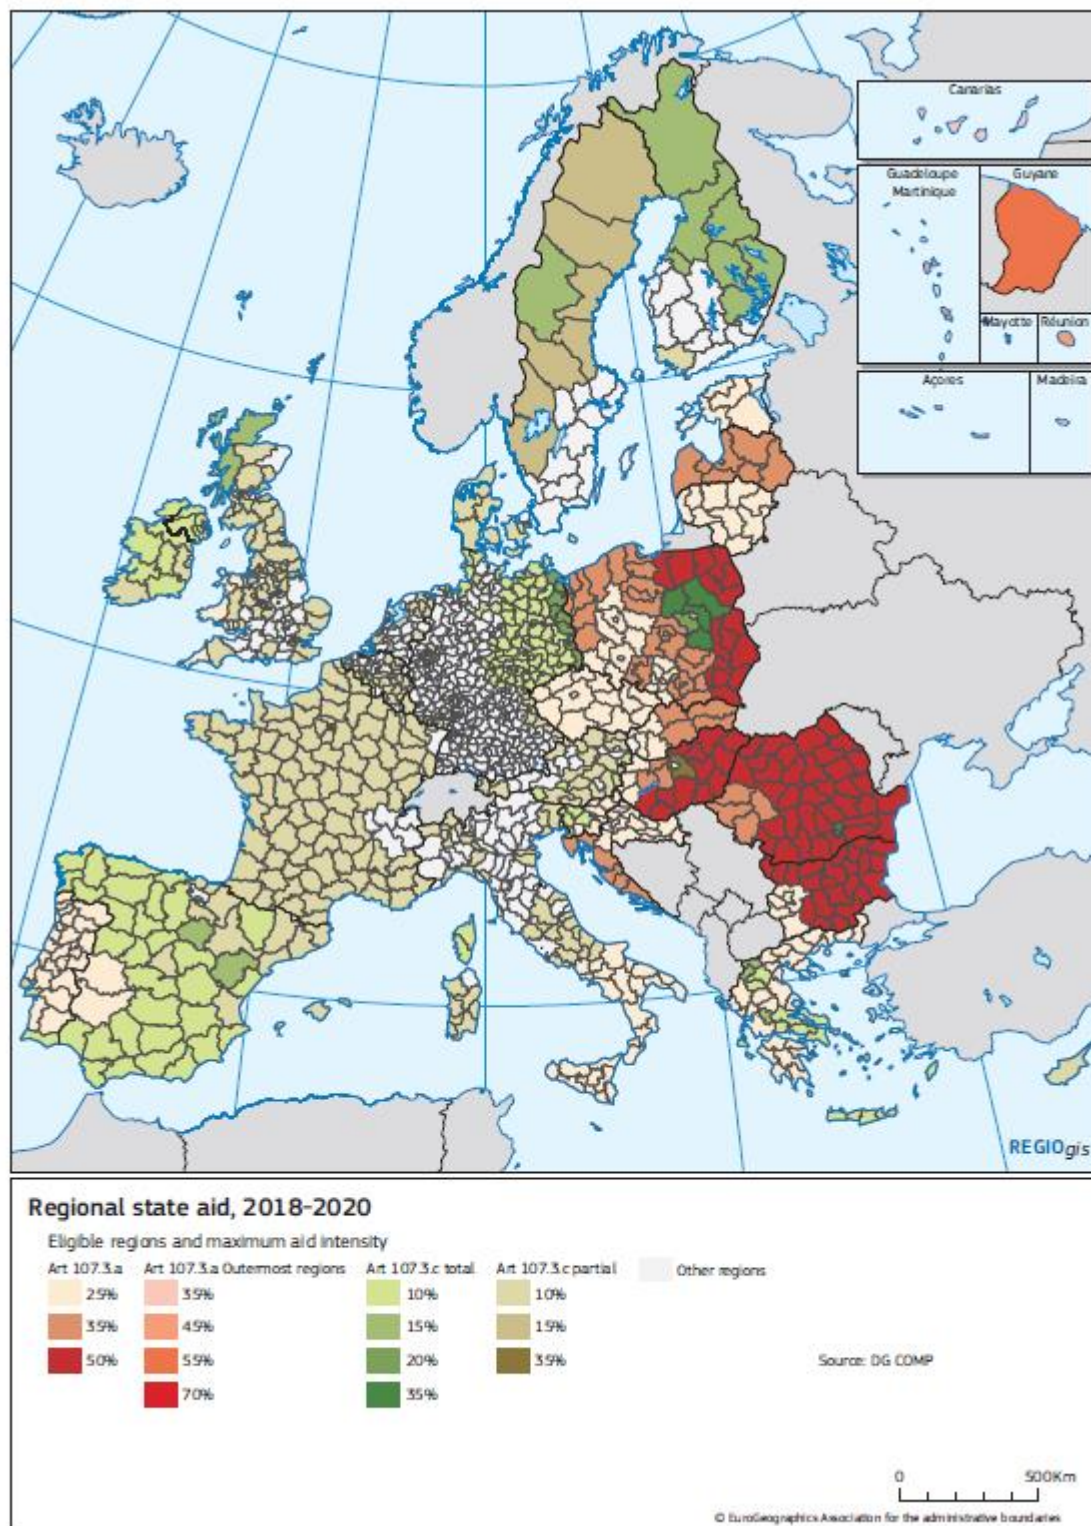 Canarias
Guadeloupe
Martinique
Guyane
Mayotte
Réunion
Açores
Madeira
REGIOgis
Regional state aid, 2018-2020
Eligible regions and maximum aid intensity
Art 107.3.a
25%
35%
50%
Art 107.3.a Outermost regions
35%
45%
55%
70%
Art 107.3.c total
10%
15%
20%
35%
Art 107.3.c partial
10%
15%
35%
Other regions
Source: DG COMP
0 500Km
© EuroGeographics Association for the administrative boundaries